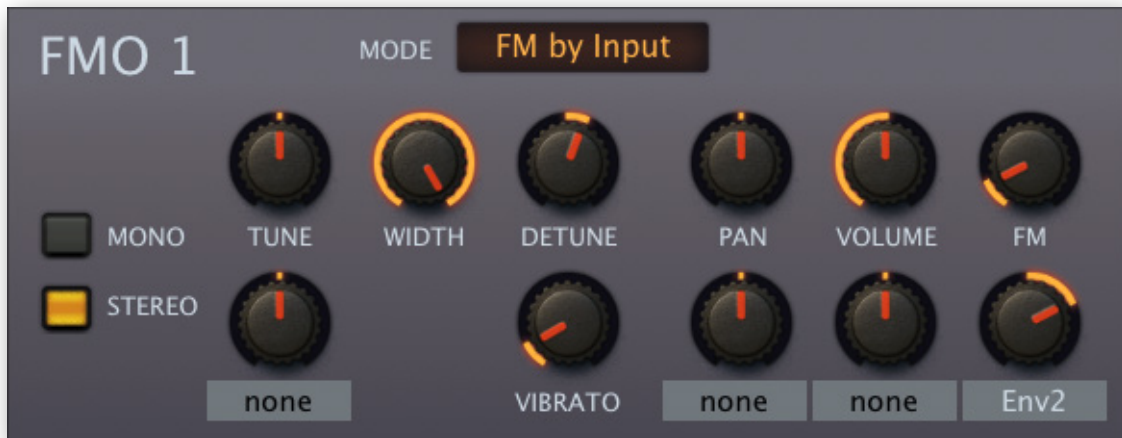 FMO 1
MODE FM by Input
TUNE WIDTH DETUNE PAN VOLUME FM
MONO
STEREO
VIBRATO
none none none Env2